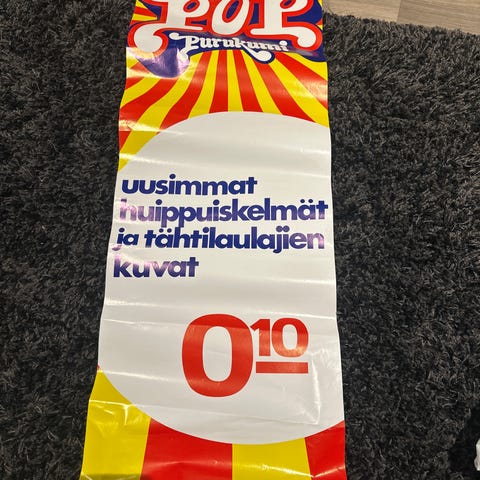 POP
Purukumi
uusimmat
huippuiskelmät
ja tähtilaulajien
kuvat
0 10